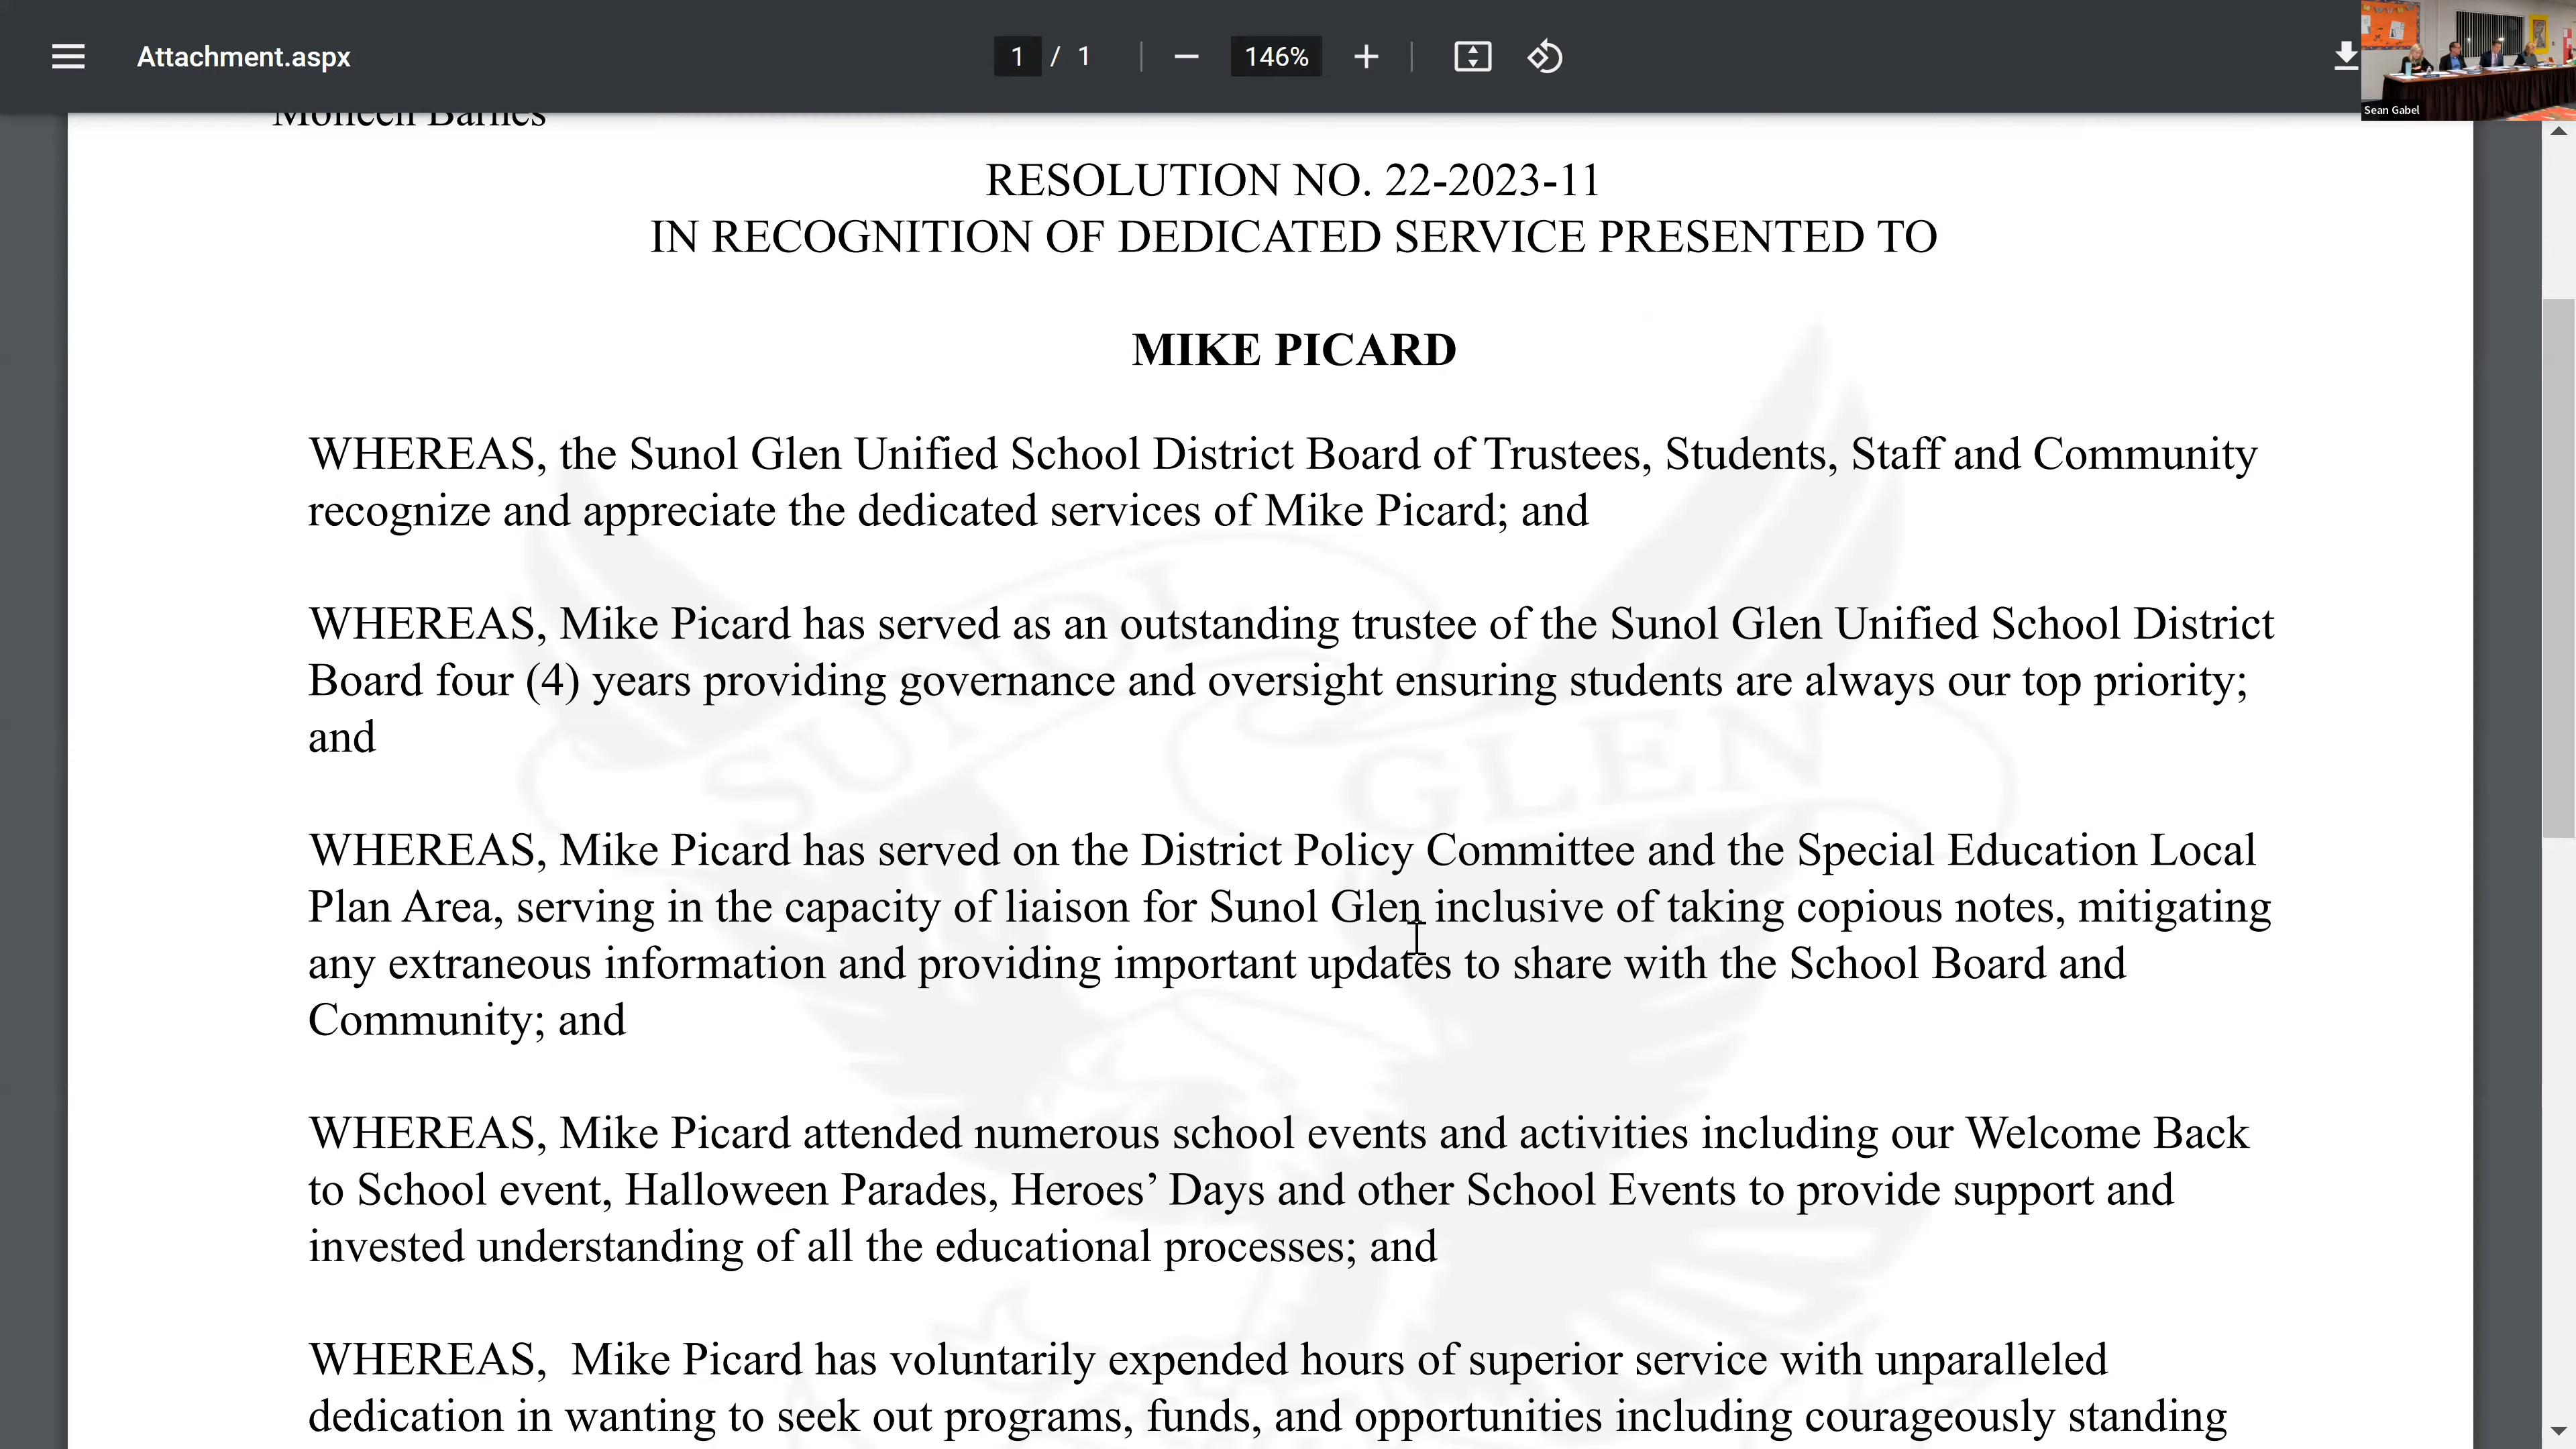 Attachment.aspx
1 / 1
146%
Sean Gabel
Moneen Barnes
RESOLUTION NO. 22-2023-11
IN RECOGNITION OF DEDICATED SERVICE PRESENTED TO
MIKE PICARD
WHEREAS, the Sunol Glen Unified School District Board of Trustees, Students, Staff and Community
recognize and appreciate the dedicated services of Mike Picard; and
WHEREAS, Mike Picard has served as an outstanding trustee of the Sunol Glen Unified School District
Board four (4) years providing governance and oversight ensuring students are always our top priority;
and
WHEREAS, Mike Picard has served on the District Policy Committee and the Special Education Local
Plan Area, serving in the capacity of liaison for Sunol Glen inclusive of taking copious notes, mitigating
any extraneous information and providing important updates to share with the School Board and
Community; and
WHEREAS, Mike Picard attended numerous school events and activities including our Welcome Back
to School event, Halloween Parades, Heroes’ Days and other School Events to provide support and
invested understanding of all the educational processes; and
WHEREAS,  Mike Picard has voluntarily expended hours of superior service with unparalleled
dedication in wanting to seek out programs, funds, and opportunities including courageously standing
SUNOL
GLEN